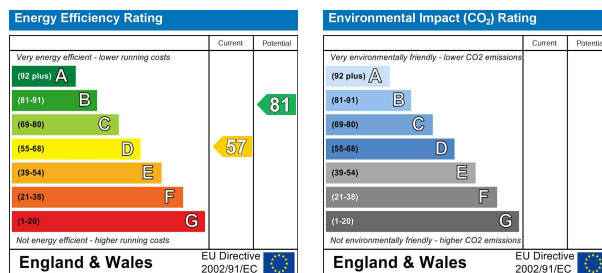 Energy Efficiency Rating
Current Potential
Very energy efficient - lower running costs
(92 plus) A
(81-91) B
81
(69-80) C
(55-68) D
57
(39-54) E
(21-38) F
(1-20) G
Not energy efficient - higher running costs
England & Wales
EU Directive
2002/91/EC
Environmental Impact (CO2) Rating
Current Potential
Very environmentally friendly - lower CO2 emissions
(92 plus) A
(81-91) B
(69-80) C
(55-68) D
(39-54) E
(21-38) F
(1-20) G
Not environmentally friendly - higher CO2 emissions
England & Wales
EU Directive
2002/91/EC